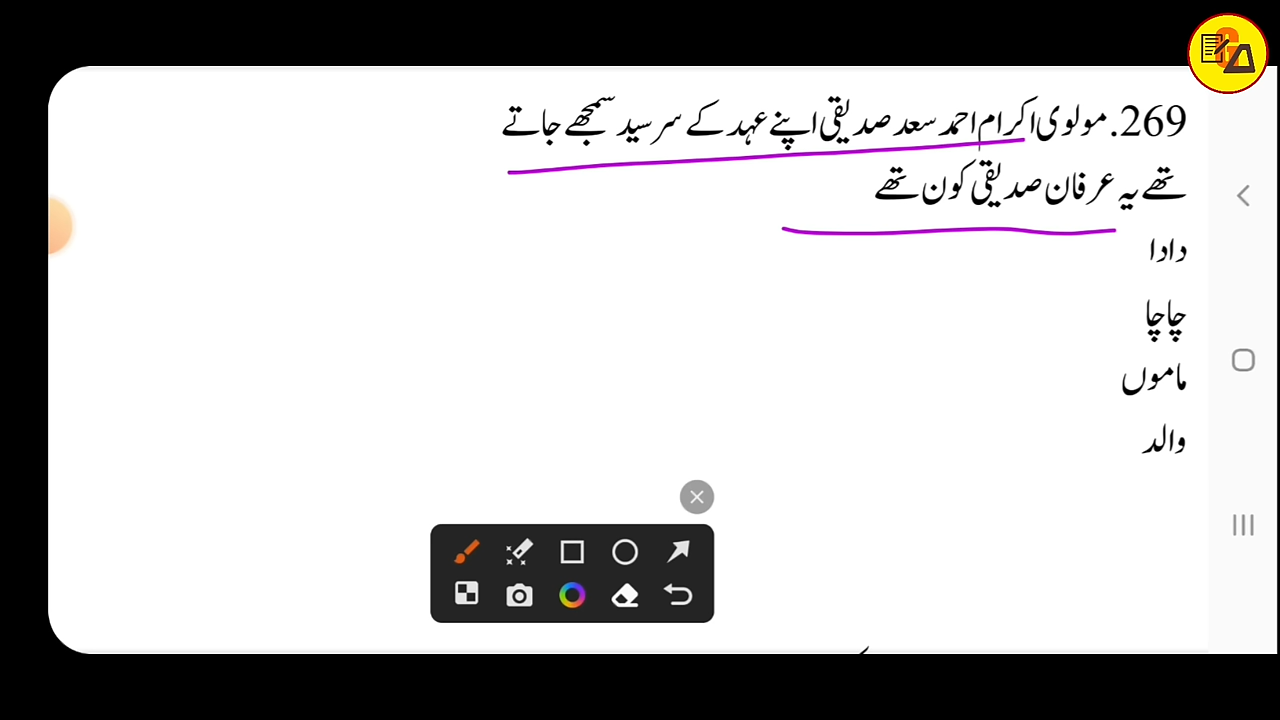 269. مولوی اکرام احمد سعد صدیقی اپنے عہد کے سر سید سمجھے جاتے
تھے یہ عرفان صدیقی کون تھے
دادا
چاچا
ماموں
والد